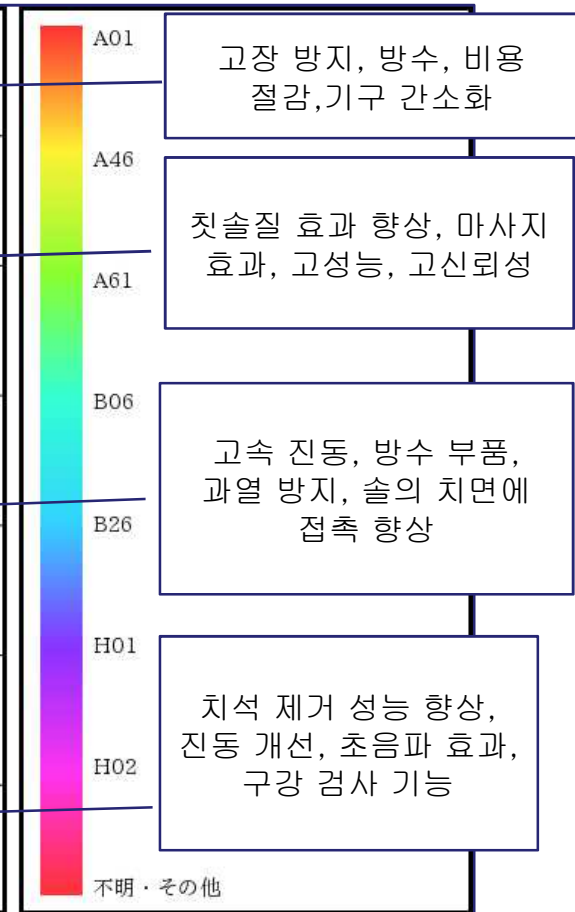 A01
고장 방지, 방수, 비용
절감,기구 간소화
A46
칫솔질 효과 향상, 마사지
효과, 고성능, 고신뢰성
A61
B06
고속 진동, 방수 부품,
과열 방지, 솔의 치면에
접촉 향상
B26
H01
치석 제거 성능 향상,
진동 개선, 초음파 효과,
구강 검사 기능
H02
不明・その他